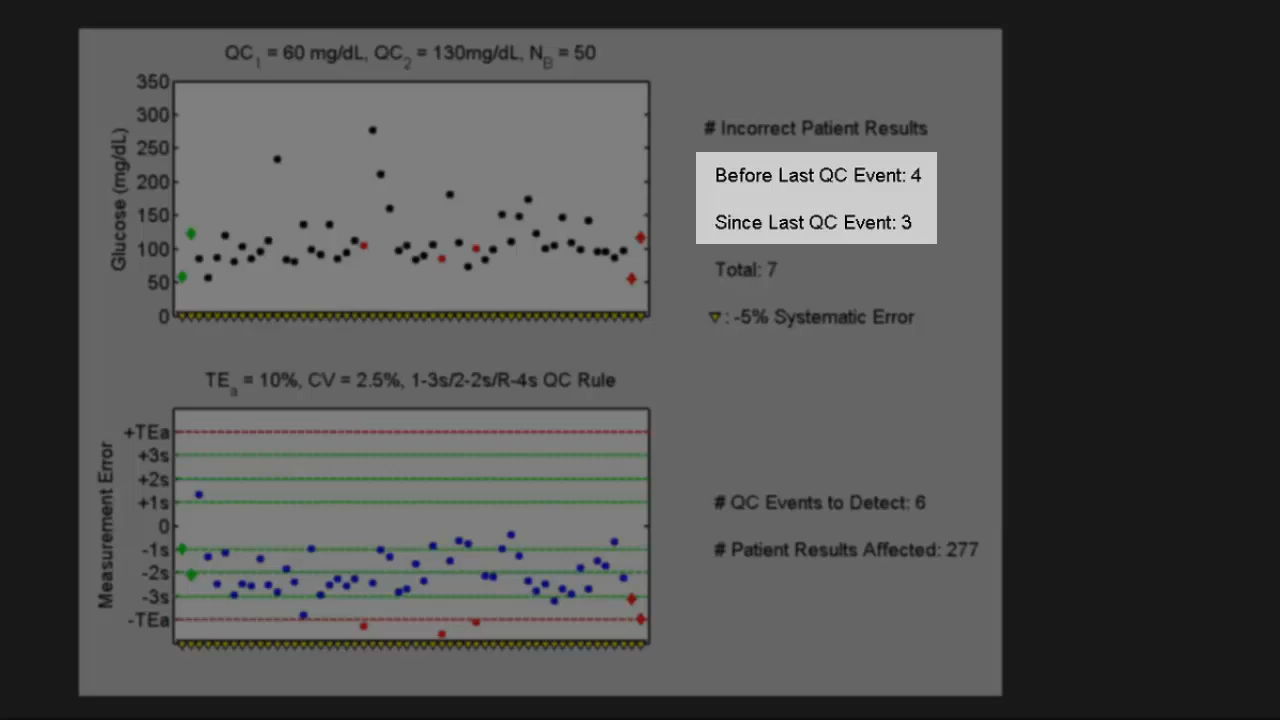 QC1 = 60 mg/dL, QC2 = 130mg/dL, NB = 50
350
300
250
200
150
100
50
0
Glucose (mg/dL)
# Incorrect Patient Results
Before Last QC Event: 4
Since Last QC Event: 3
Total: 7
: -5% Systematic Error
TEa = 10%, CV = 2.5%, 1-3s/2-2s/R-4s QC Rule
+TEa
+3s
+2s
+1s
0
-1s
-2s
-3s
-TEa
Measurement Error
# QC Events to Detect: 6
# Patient Results Affected: 277